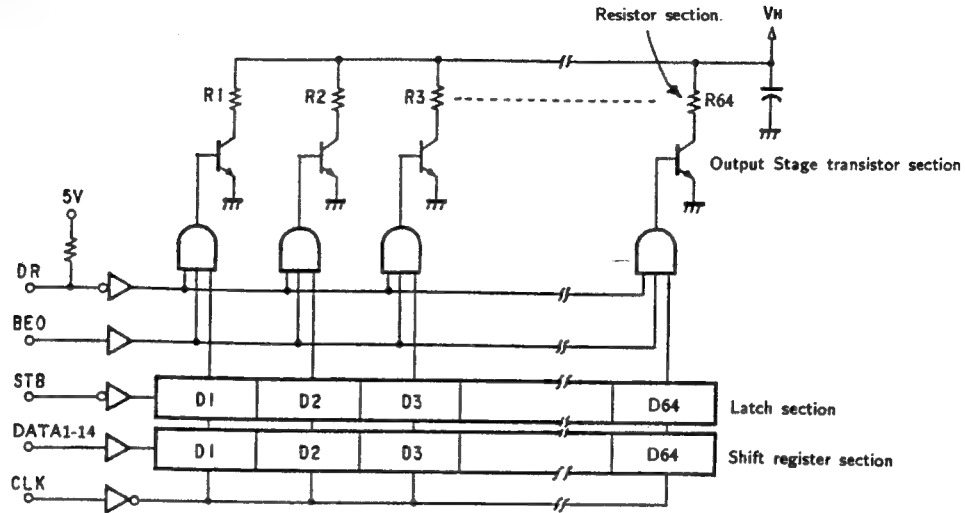 Resistor section.
VH
R1
R2
R3
R64
Output Stage transistor section
5V
DR
BEO
STB
D1 D2 D3 D64
Latch section
DATA1-14
D1 D2 D3 D64
Shift register section
CLK